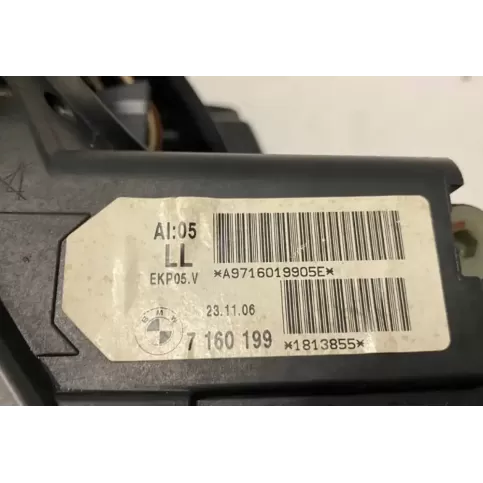 AI:05
LL
EKP05.V
*A9716019905E*
23.11.06
7 160 199
*1813855*